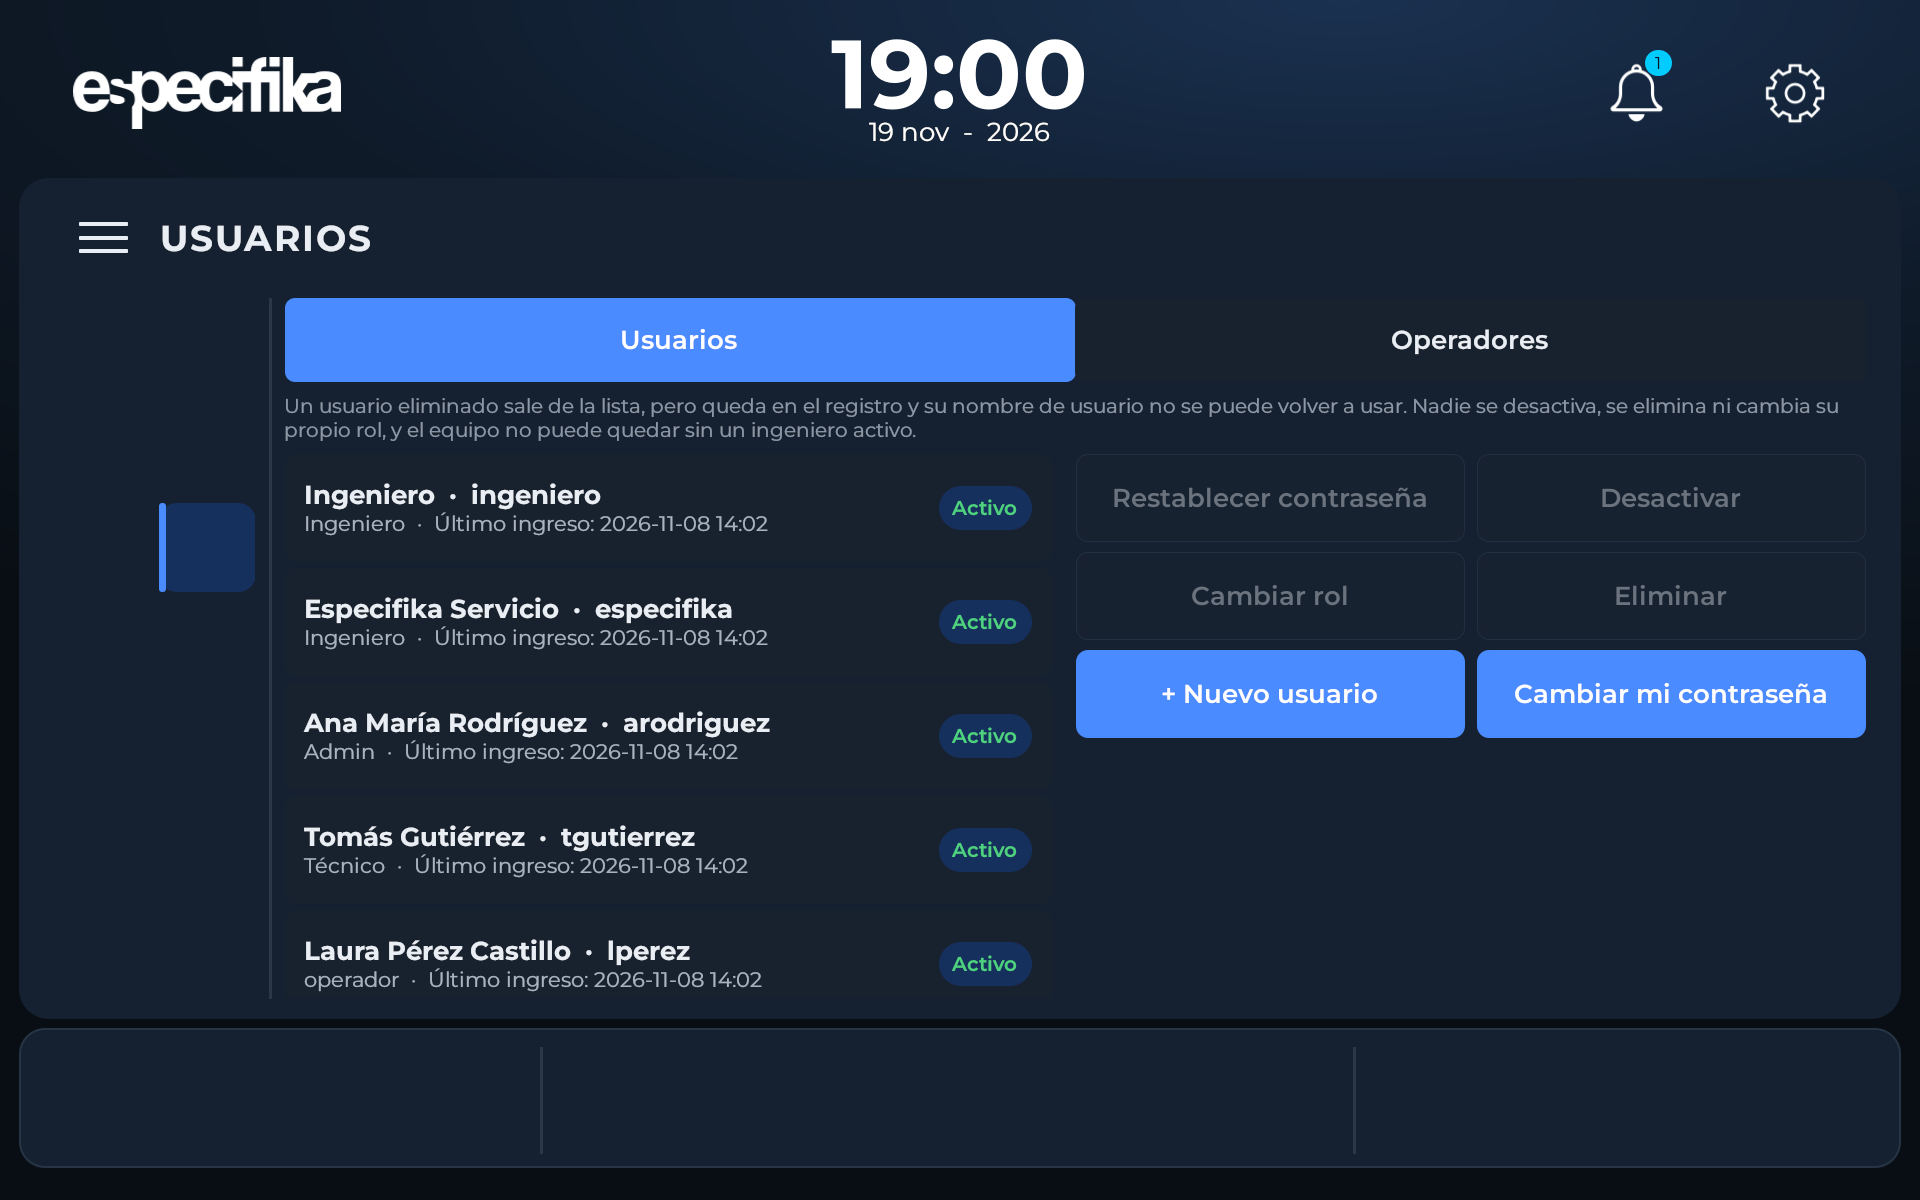 especifika
19:00
19 nov - 2026
1
USUARIOS
Usuarios
Operadores
Un usuario eliminado sale de la lista, pero queda en el registro y su nombre de usuario no se puede volver a usar. Nadie se desactiva, se elimina ni cambia su
propio rol, y el equipo no puede quedar sin un ingeniero activo.
Ingeniero · ingeniero
Ingeniero · Último ingreso: 2026-11-08 14:02
Activo
Especifika Servicio · especifika
Ingeniero · Último ingreso: 2026-11-08 14:02
Activo
Ana María Rodríguez · arodriguez
Admin · Último ingreso: 2026-11-08 14:02
Activo
Tomás Gutiérrez · tgutierrez
Técnico · Último ingreso: 2026-11-08 14:02
Activo
Laura Pérez Castillo · lperez
operador · Último ingreso: 2026-11-08 14:02
Activo
Restablecer contraseña
Desactivar
Cambiar rol
Eliminar
+ Nuevo usuario
Cambiar mi contraseña